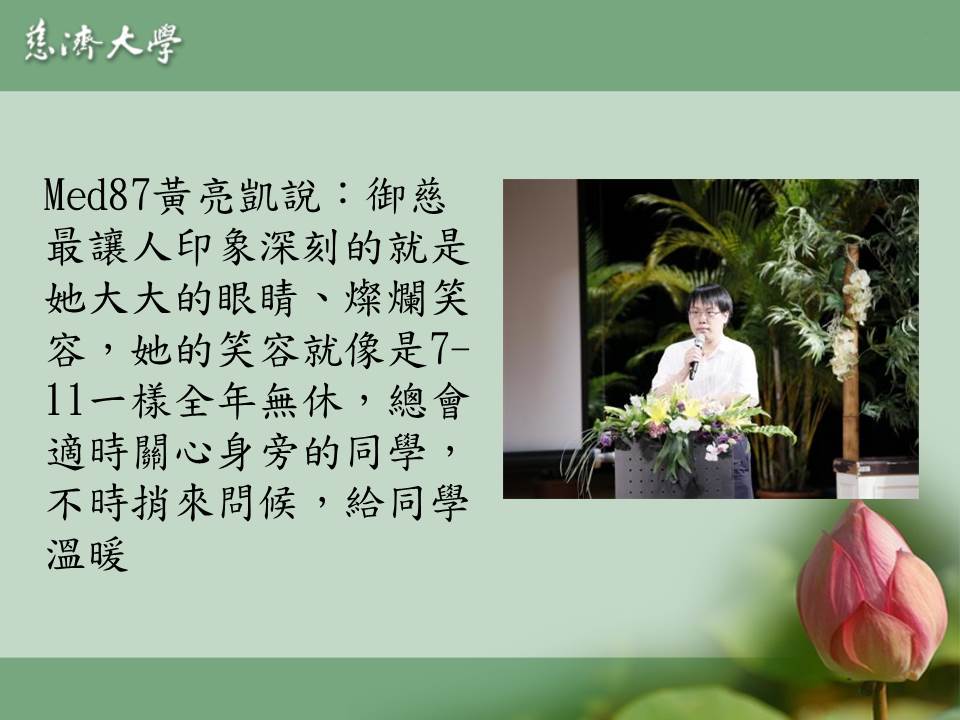 慈濟大學
Med87黃亮凱說：御慈
最讓人印象深刻的就是
她大大的眼睛、燦爛笑
容，她的笑容就像是7-
11一樣全年無休，總會
適時關心身旁的同學，
不時捎來問候，給同學
溫暖